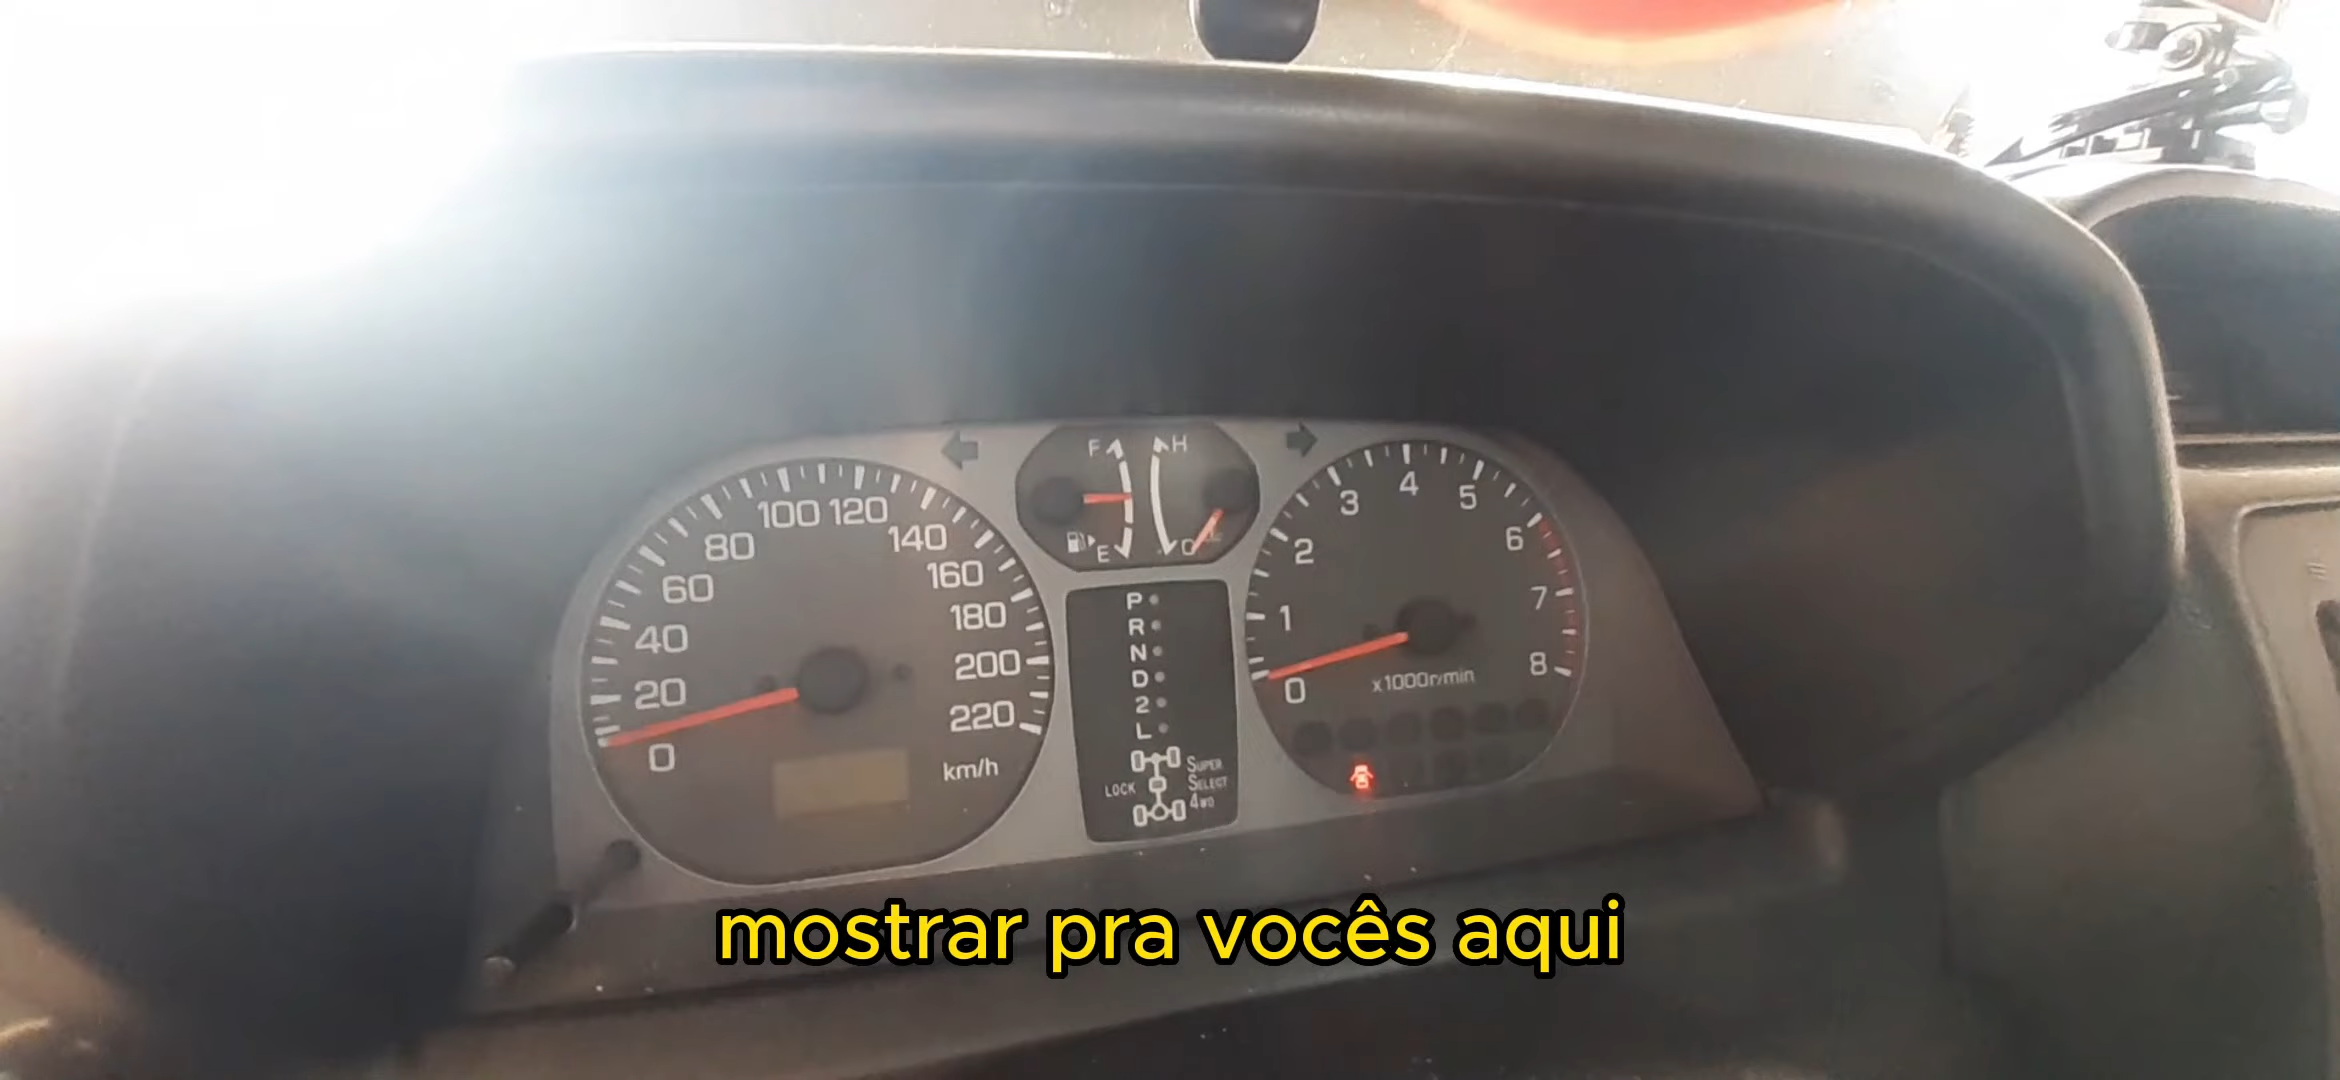 F H
E C
0 20 40 60 80 100 120 140 160 180 200 220
km/h
P
R
N
D
2
L
LOCK
SUPER
SELECT
4WD
0 1 2 3 4 5 6 7 8
x1000r/min
mostrar pra vocês aqui